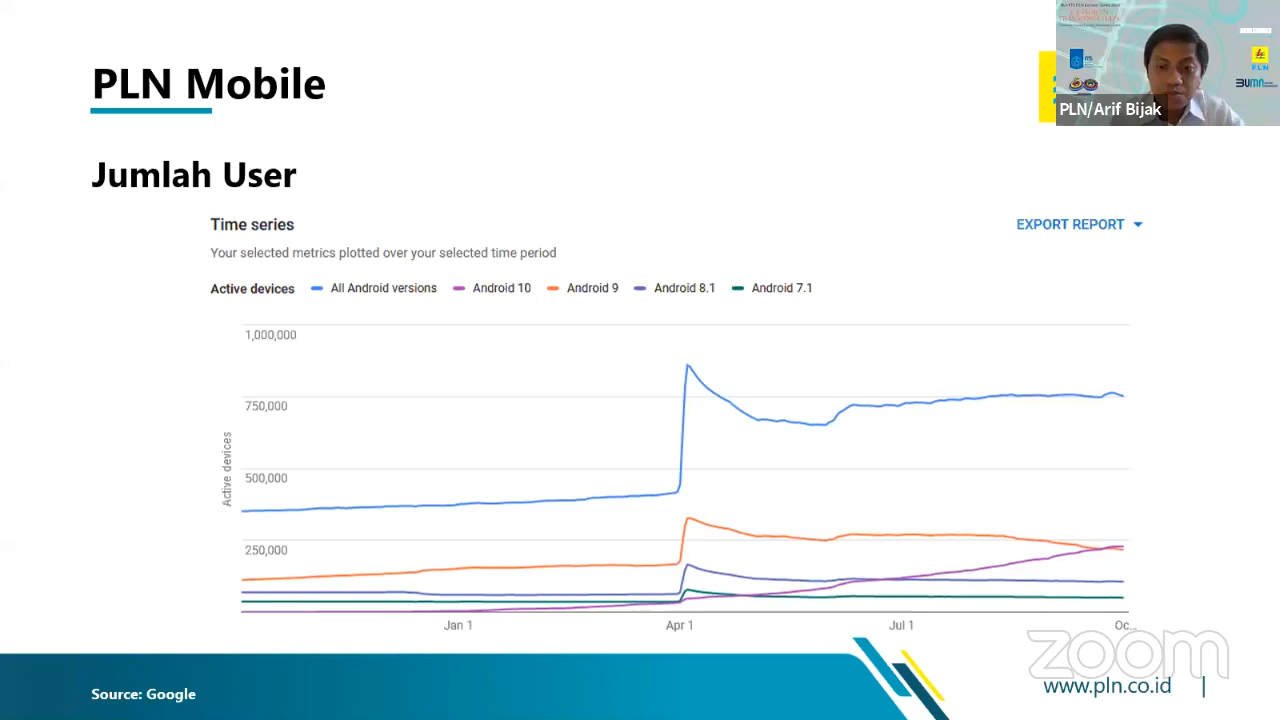 PLN Mobile
Jumlah User
Time series
EXPORT REPORT
Your selected metrics plotted over your selected time period
Active devices
All Android versions
Android 10
Android 9
Android 8.1
Android 7.1
1,000,000
750,000
500,000
250,000
Active devices
Jan 1
Apr 1
Jul 1
Oc...
Source: Google
www.pln.co.id
zoom
PLN/Arif Bijak
ITS
PLN
BUMN